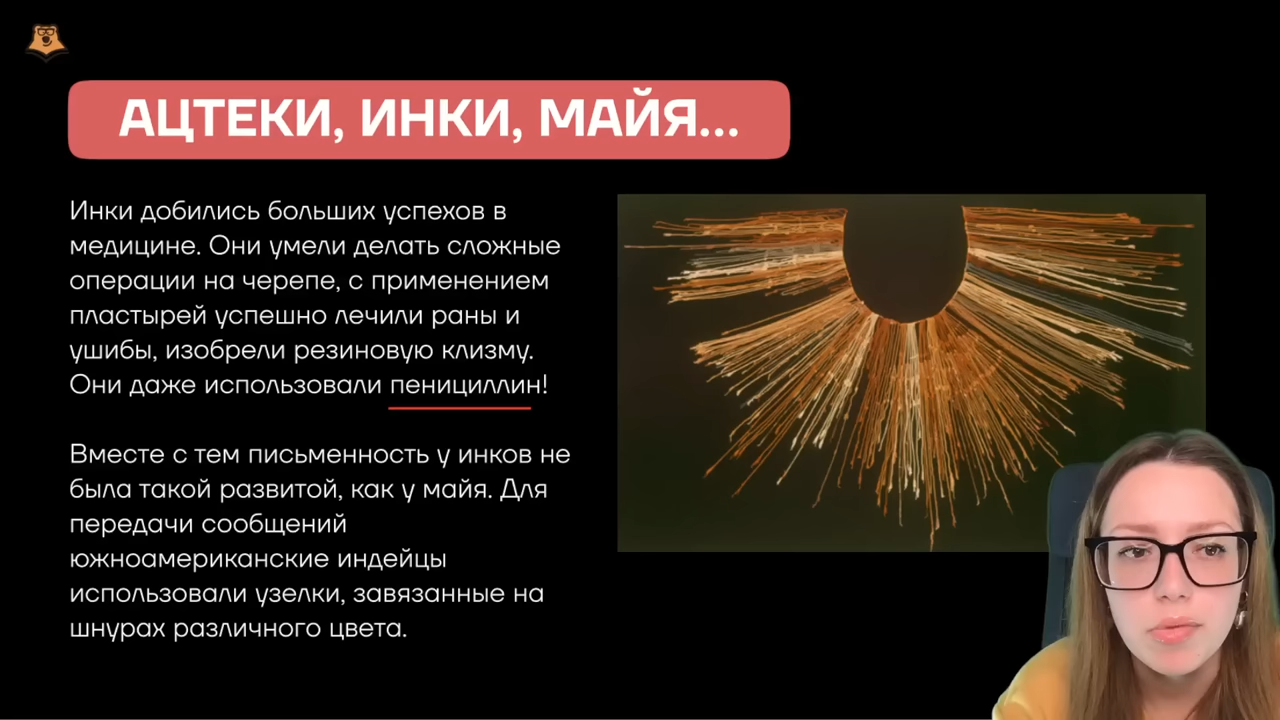 АЦТЕКИ, ИНКИ, МАЙЯ...
Инки добились больших успехов в
медицине. Они умели делать сложные
операции на черепе, с применением
пластырей успешно лечили раны и
ушибы, изобрели резиновую клизму.
Они даже использовали пенициллин!
Вместе с тем письменность у инков не
была такой развитой, как у майя. Для
передачи сообщений
южноамериканские индейцы
использовали узелки, завязанные на
шнурах различного цвета.